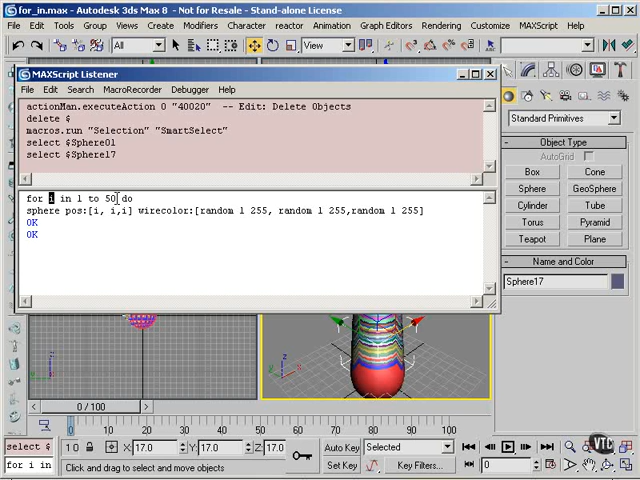 for_in.max - Autodesk 3ds Max 8 - Not for Resale - Stand-alone License
File Edit Tools Group Views Create Modifiers Character Animation Graph Editors Rendering Customize MAXScript Help
All View
MAXScript Listener
File Edit Search MacroRecorder Debugger Help
actionMan.executeAction 0 "40020" -- Edit: Delete Objects
delete $
macros.run "Selection" "SmartSelect"
select $Sphere01
select $Sphere17
for i in 1 to 50 do
sphere pos:[i, i,i] wirecolor:[random 1 255, random 1 255,random 1 255]
OK
OK
Standard Primitives
- Object Type
AutoGrid
Box Cone
Sphere GeoSphere
Cylinder Tube
Torus Pyramid
Teapot Plane
- Name and Color
Sphere17
0 / 100
0 10 20 30 40 50 60 70 80 90 100
select $ X: 17.0 Y: 17.0 Z: 17.0 Auto Key Selected
for i in Click and drag to select and move objects Set Key Key Filters... 0
VTC